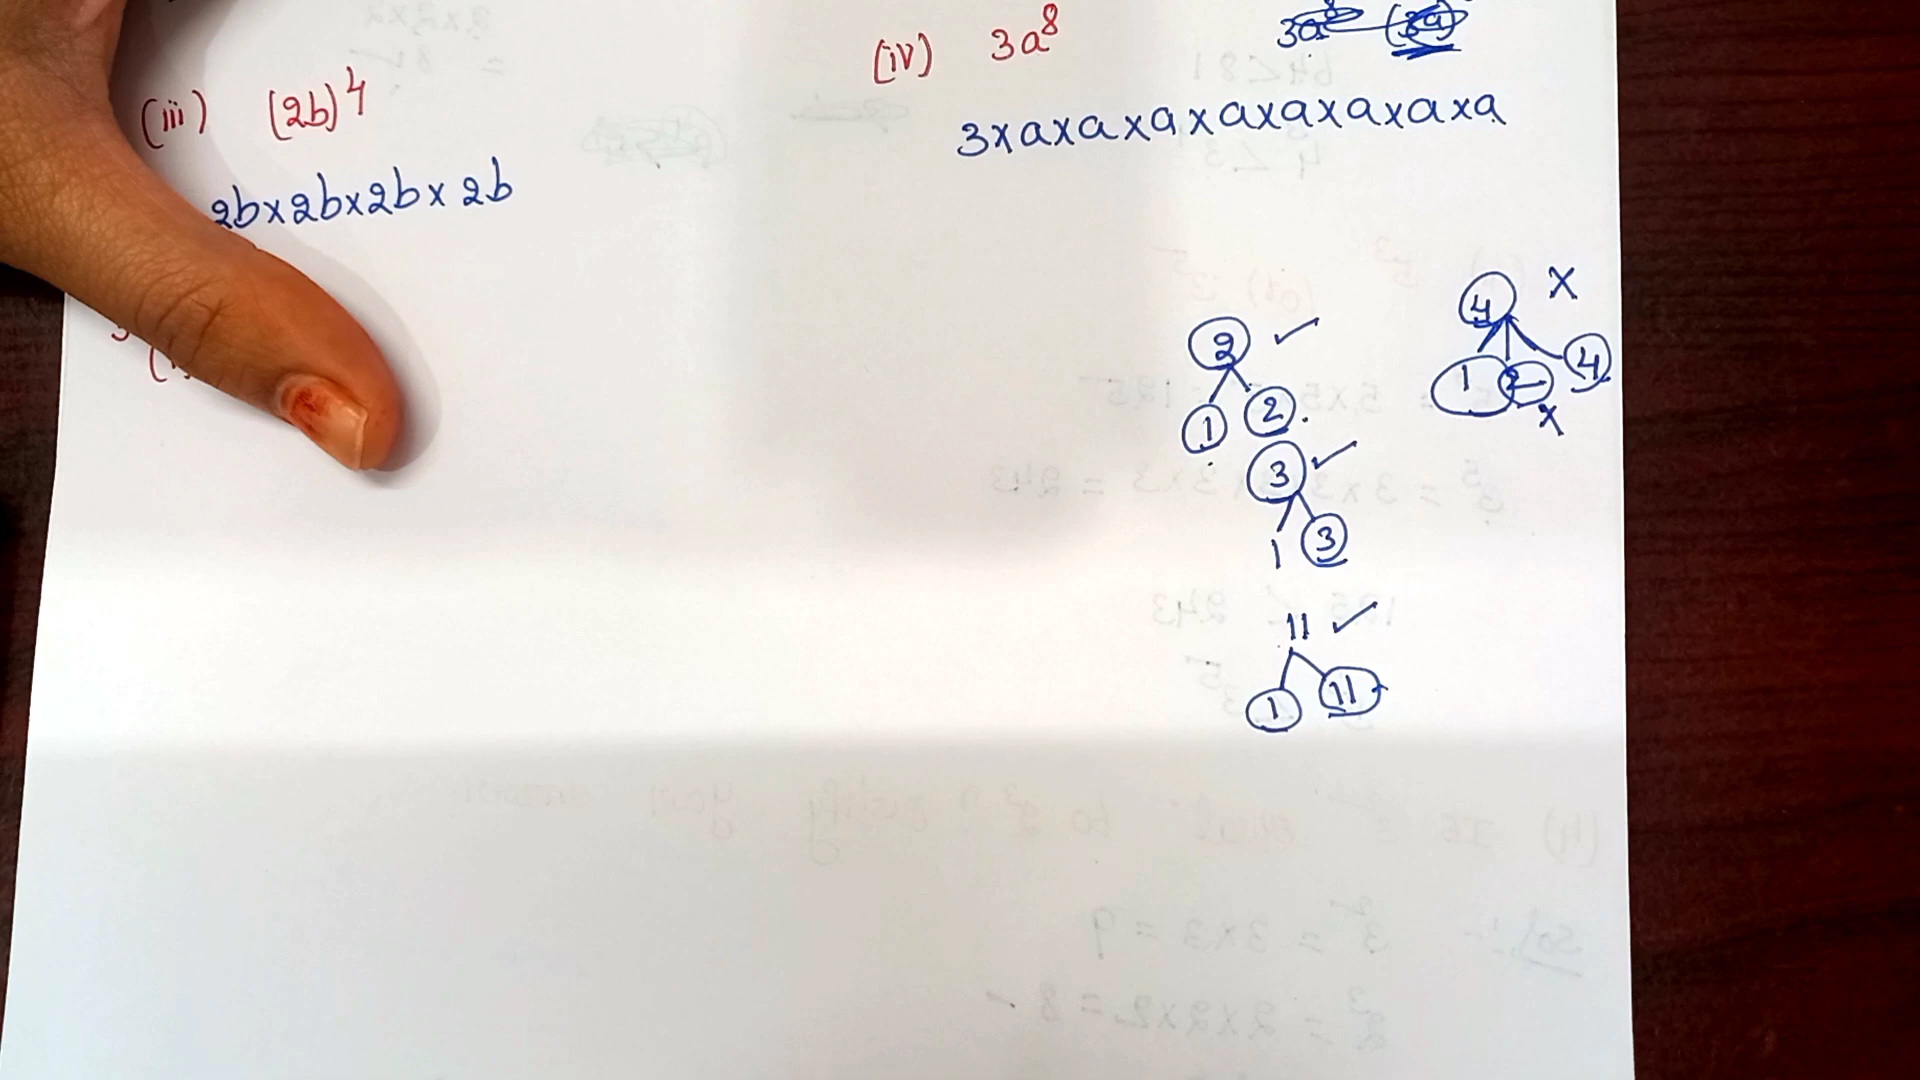 (iii) (2b)⁴
2b×2b×2b×2b
(iv) 3a⁸
3×a×a×a×a×a×a×a×a
2 ✓
1 2
3 ✓
1 3
11 ✓
1 11
4 ×
1 2 4
×